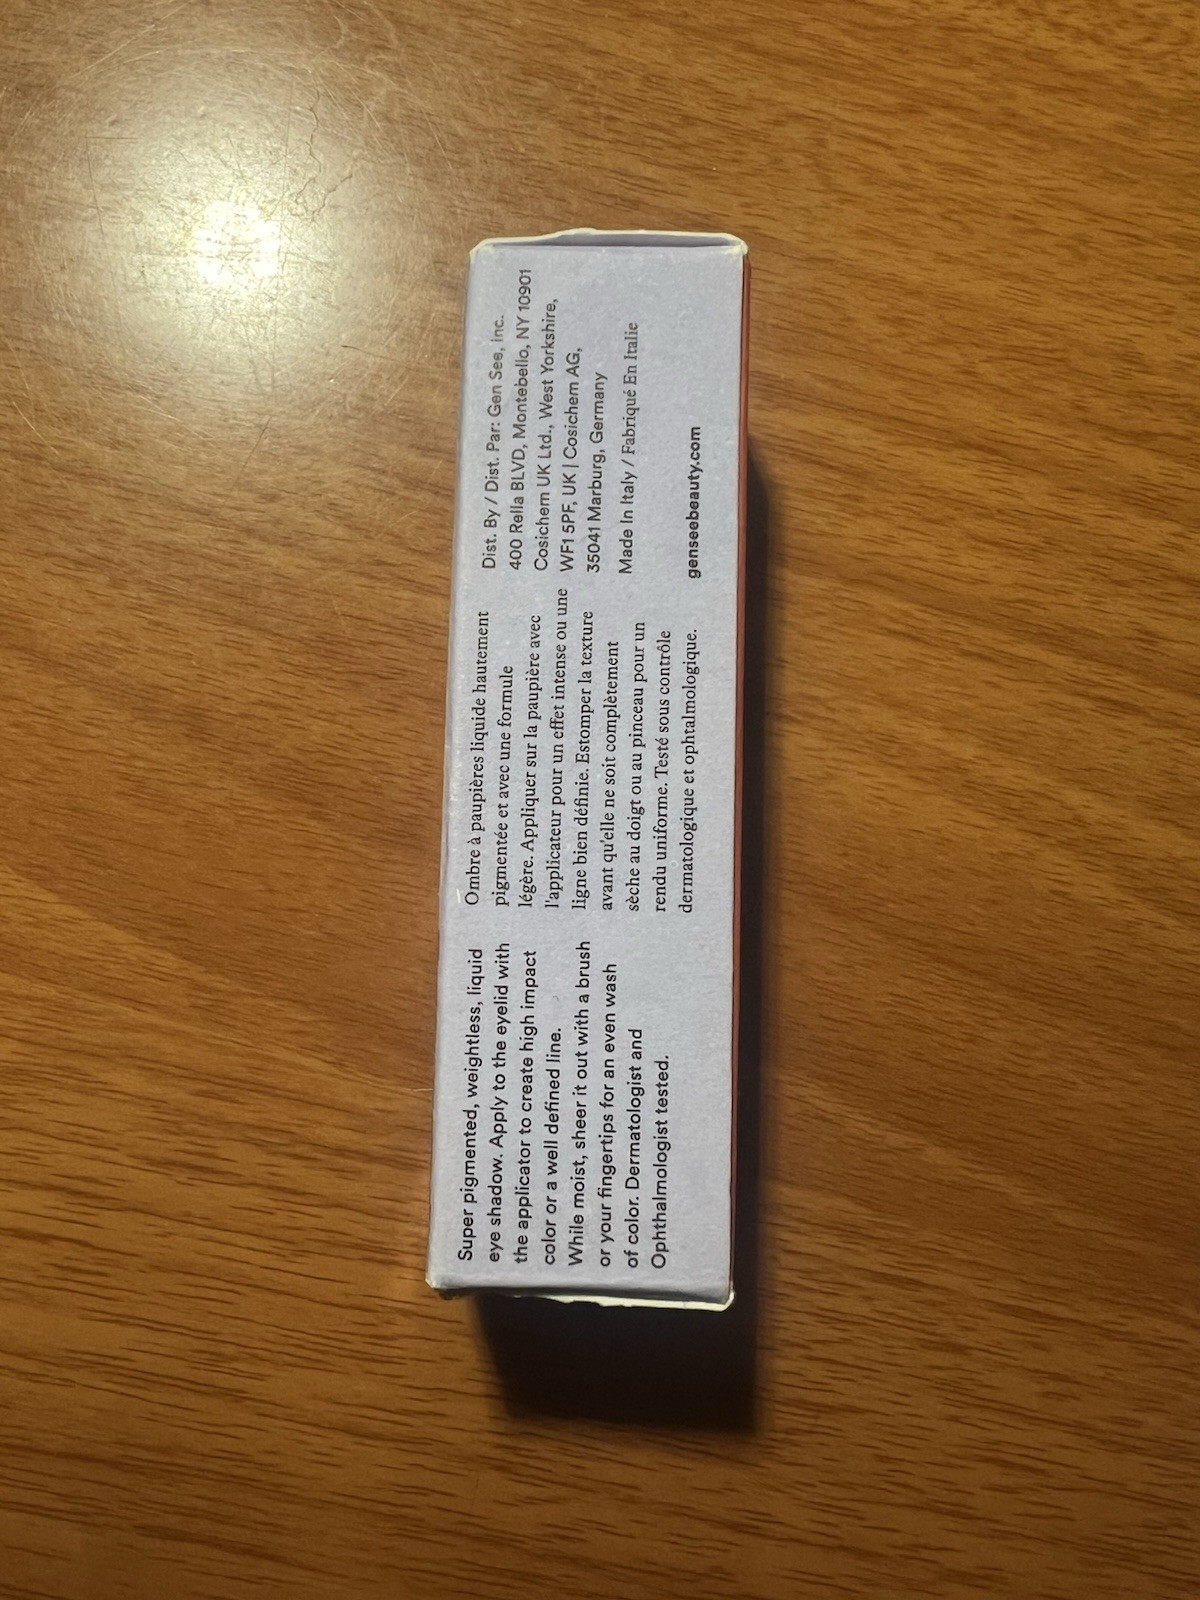 Super pigmented, weightless, liquid
eye shadow. Apply to the eyelid with
the applicator to create high impact
color or a well defined line.
While moist, sheer it out with a brush
or your fingertips for an even wash
of color. Dermatologist and
Ophthalmologist tested.
Ombre à paupières liquide hautement
pigmentée et avec une formule
légère. Appliquer sur la paupière avec
l'applicateur pour un effet intense ou une
ligne bien définie. Estomper la texture
avant qu'elle ne soit complètement
sèche au doigt ou au pinceau pour un
rendu uniforme. Testé sous contrôle
dermatologique et ophtalmologique.
Dist. By / Dist. Par: Gen See, inc.
400 Rella BLVD, Montebello, NY 10901
Cosichem UK Ltd., West Yorkshire,
WF1 5PF, UK | Cosichem AG,
35041 Marburg, Germany
Made In Italy / Fabriqué En Italie
genseebeauty.com